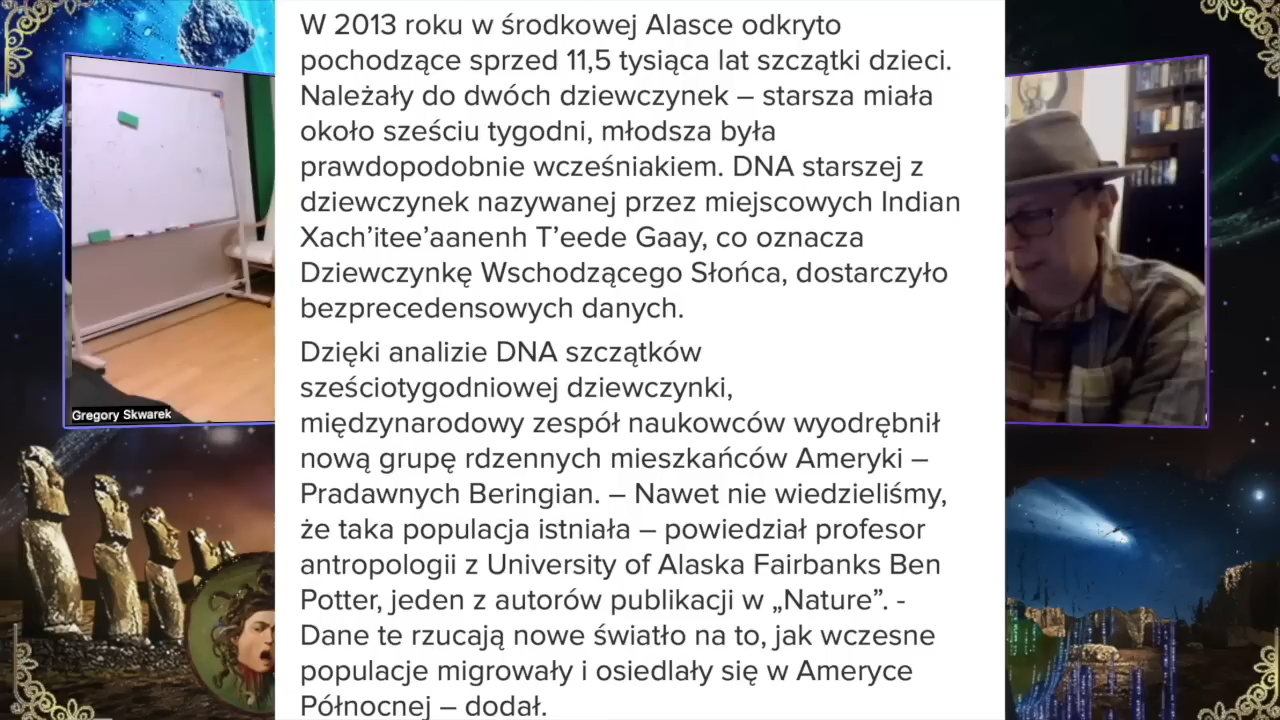 W 2013 roku w środkowej Alasce odkryto
pochodzące sprzed 11,5 tysiąca lat szczątki dzieci.
Należały do dwóch dziewczynek – starsza miała
około sześciu tygodni, młodsza była
prawdopodobnie wcześniakiem. DNA starszej z
dziewczynek nazywanej przez miejscowych Indian
Xach’itee’aanenh T’eede Gaay, co oznacza
Dziewczynkę Wschodzącego Słońca, dostarczyło
bezprecedensowych danych.
Dzięki analizie DNA szczątków
sześciotygodniowej dziewczynki,
międzynarodowy zespół naukowców wyodrębnił
nową grupę rdzennych mieszkańców Ameryki –
Pradawnych Beringian. – Nawet nie wiedzieliśmy,
że taka populacja istniała – powiedział profesor
antropologii z University of Alaska Fairbanks Ben
Potter, jeden z autorów publikacji w „Nature”. -
Dane te rzucają nowe światło na to, jak wczesne
populacje migrowały i osiedlały się w Ameryce
Północnej – dodał.
Gregory Skwarek